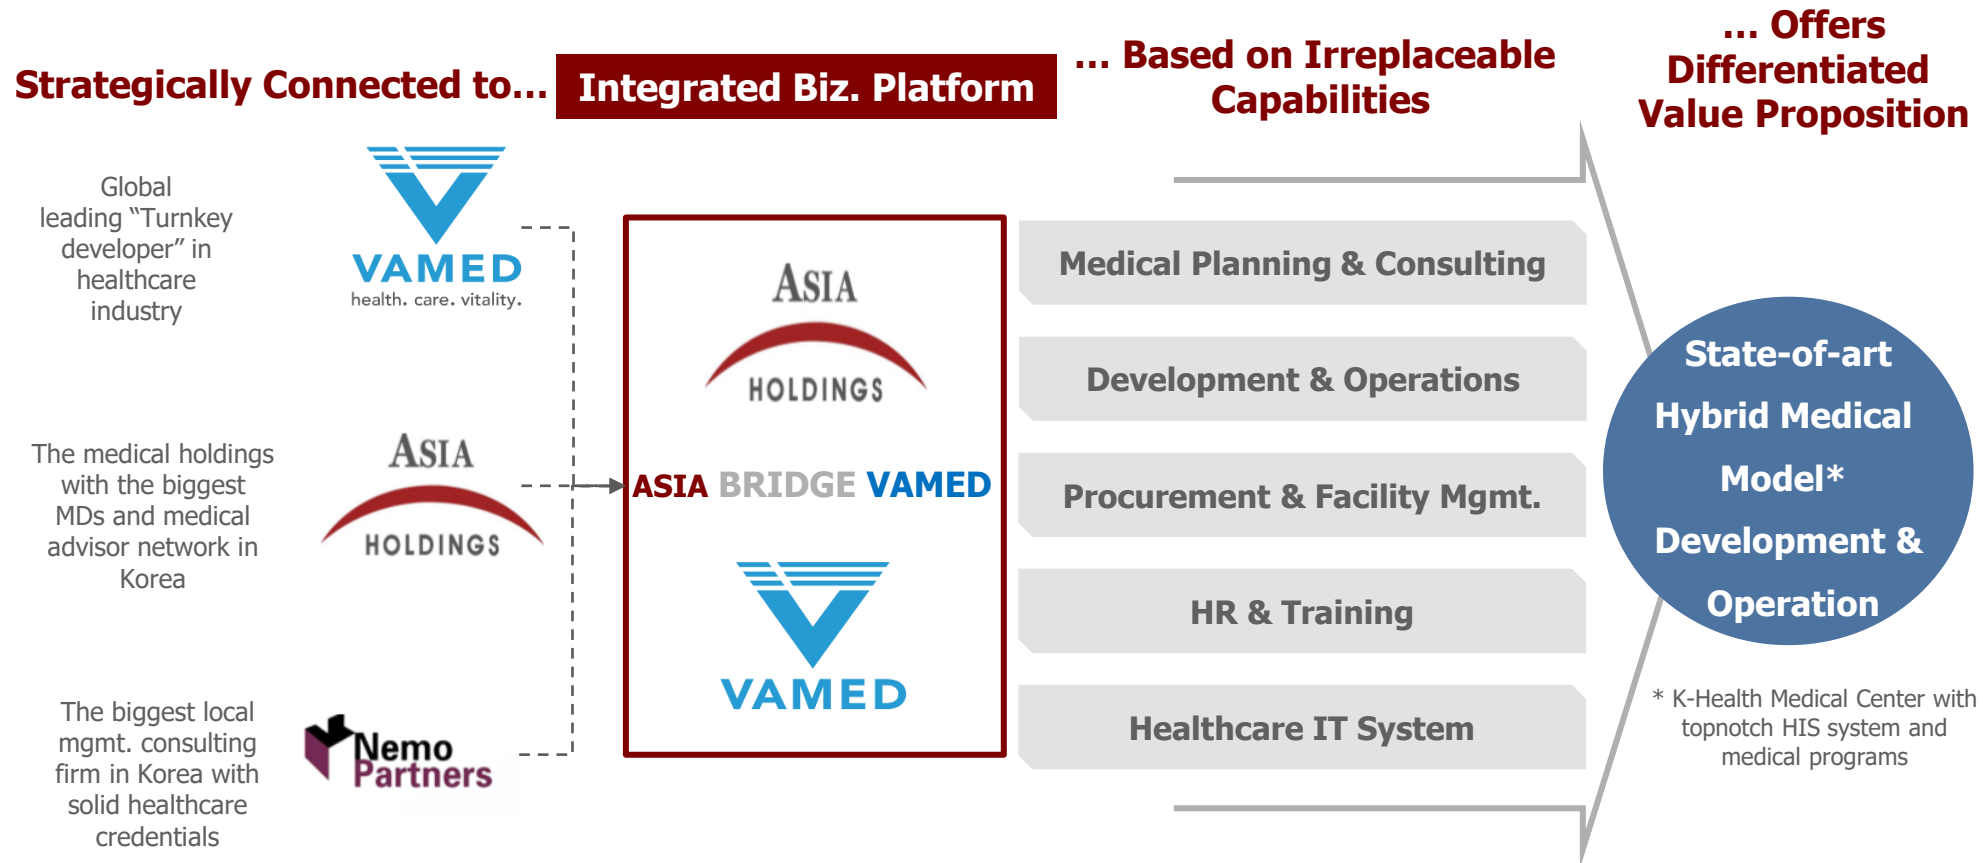 Strategically Connected to...
Integrated Biz. Platform
... Based on Irreplaceable
Capabilities
... Offers
Differentiated
Value Proposition
Global
leading “Turnkey
developer” in
healthcare
industry
VAMED
health. care. vitality.
The medical holdings
with the biggest
MDs and medical
advisor network in
Korea
ASIA
HOLDINGS
The biggest local
mgmt. consulting
firm in Korea with
solid healthcare
credentials
Nemo
Partners
ASIA
HOLDINGS
ASIA BRIDGE VAMED
VAMED
Medical Planning & Consulting
Development & Operations
Procurement & Facility Mgmt.
HR & Training
Healthcare IT System
State-of-art
Hybrid Medical
Model*
Development &
Operation
* K-Health Medical Center with
topnotch HIS system and
medical programs